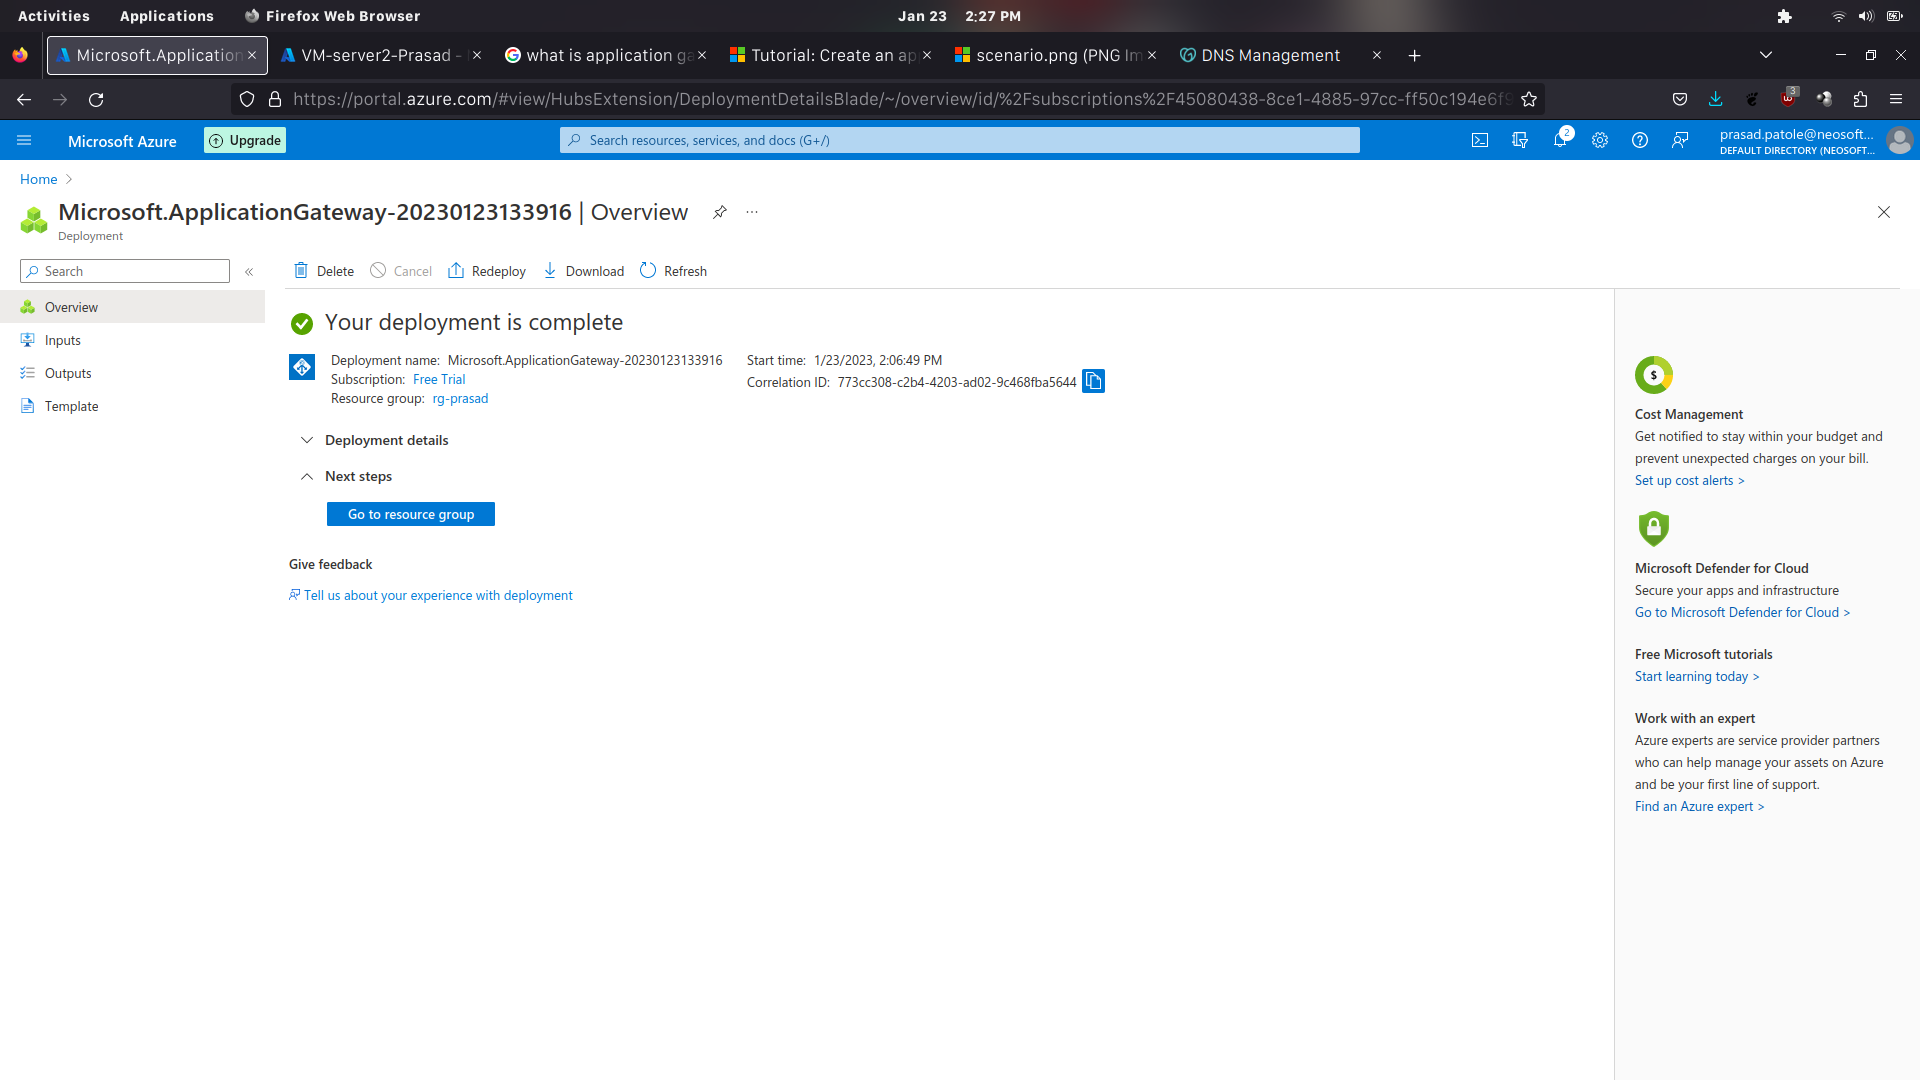 Activities Applications Firefox Web Browser Jan 23 2:27 PM
Microsoft.Application VM-server2-Prasad - what is application ga Tutorial: Create an ap scenario.png (PNG Im DNS Management
https://portal.azure.com/#view/HubsExtension/DeploymentDetailsBlade/~/overview/id/%2Fsubscriptions%2F45080438-8ce1-4885-97cc-ff50c194e6f9 3
Microsoft Azure Upgrade Search resources, services, and docs (G+/) 2 prasad.patole@neosoft...
DEFAULT DIRECTORY (NEOSOFT...
Home
Microsoft.ApplicationGateway-20230123133916 | Overview ...
Deployment
Search « Delete Cancel Redeploy Download Refresh
Overview
Inputs
Outputs
Template
Your deployment is complete
Deployment name: Microsoft.ApplicationGateway-20230123133916 Start time: 1/23/2023, 2:06:49 PM
Subscription: Free Trial Correlation ID: 773cc308-c2b4-4203-ad02-9c468fba5644
Resource group: rg-prasad
Deployment details
Next steps
Go to resource group
Give feedback
Tell us about your experience with deployment
$
Cost Management
Get notified to stay within your budget and
prevent unexpected charges on your bill.
Set up cost alerts >
Microsoft Defender for Cloud
Secure your apps and infrastructure
Go to Microsoft Defender for Cloud >
Free Microsoft tutorials
Start learning today >
Work with an expert
Azure experts are service provider partners
who can help manage your assets on Azure
and be your first line of support.
Find an Azure expert >